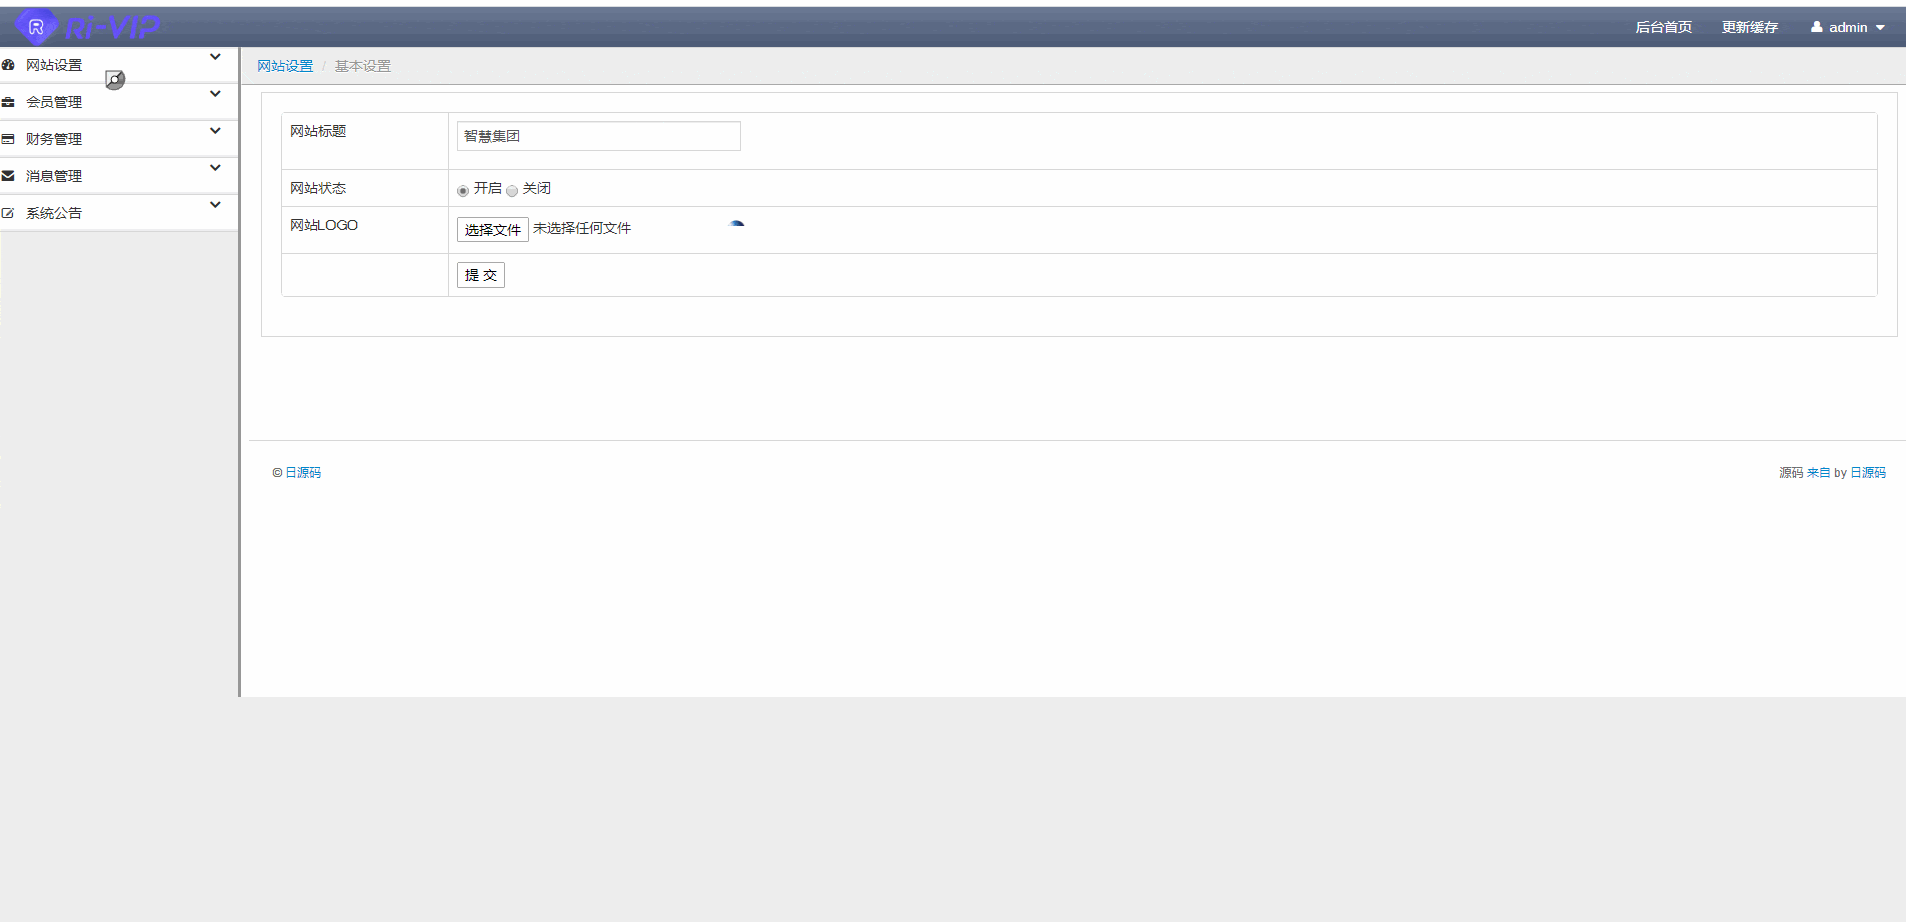 Ri-VIP
后台首页 更新缓存 admin
网站设置
会员管理
财务管理
消息管理
系统公告
网站设置 / 基本设置
网站标题 智慧集团
网站状态 开启 关闭
网站LOGO 选择文件 未选择任何文件
提 交
© 日源码
源码 来自 by 日源码